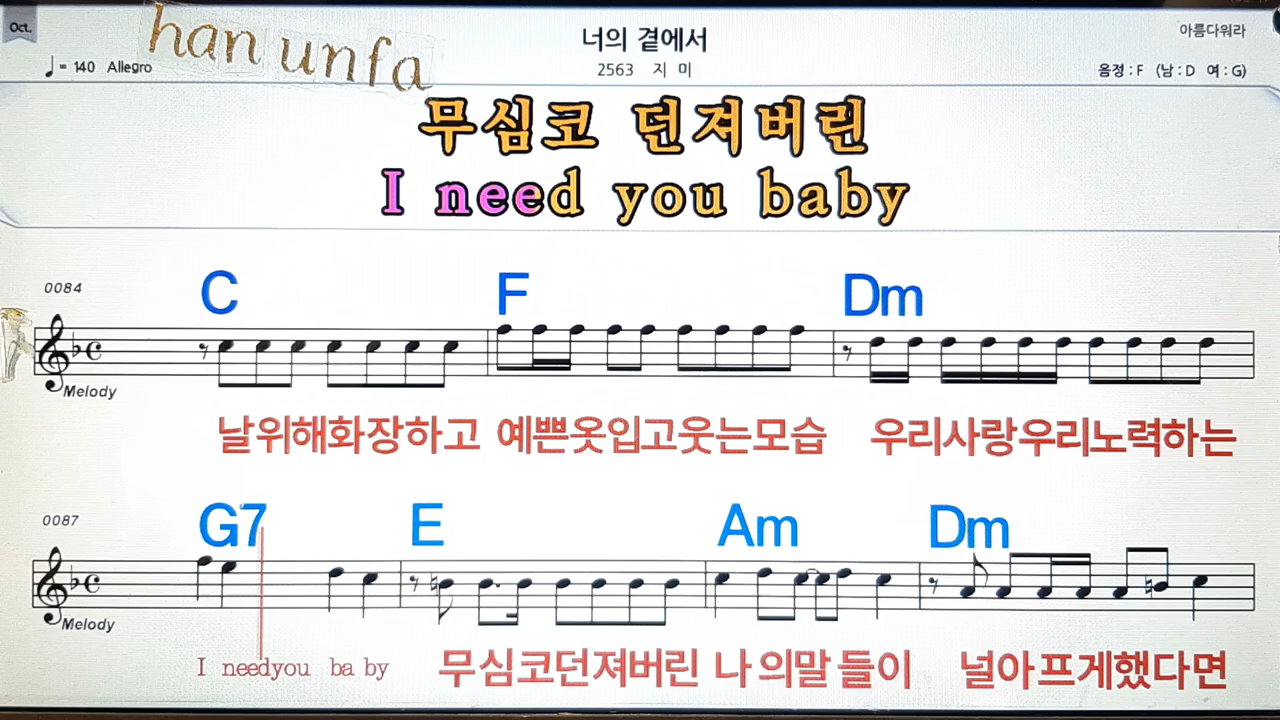 Oct.
han unfa
너의 곁에서
아름다워라
♩= 140 Allegro
2563 지 미
음정 : F (남 : D 여 : G)
무심코 던져버린
I need you baby
0084
C F Dm
Melody
날위해화장하고 예쁜옷입고웃는모습 우리사랑우리노력하는
0087
G7 E Am Dm
Melody
I needyou ba by 무심코던져버린 나 의말 들이 널아프게했다면